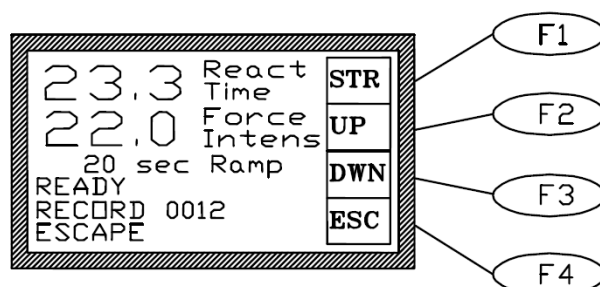 23.3 React Time
22.0 Force Intens
20 sec Ramp
READY
RECORD 0012
ESCAPE
STR
UP
DWN
ESC
F1
F2
F3
F4